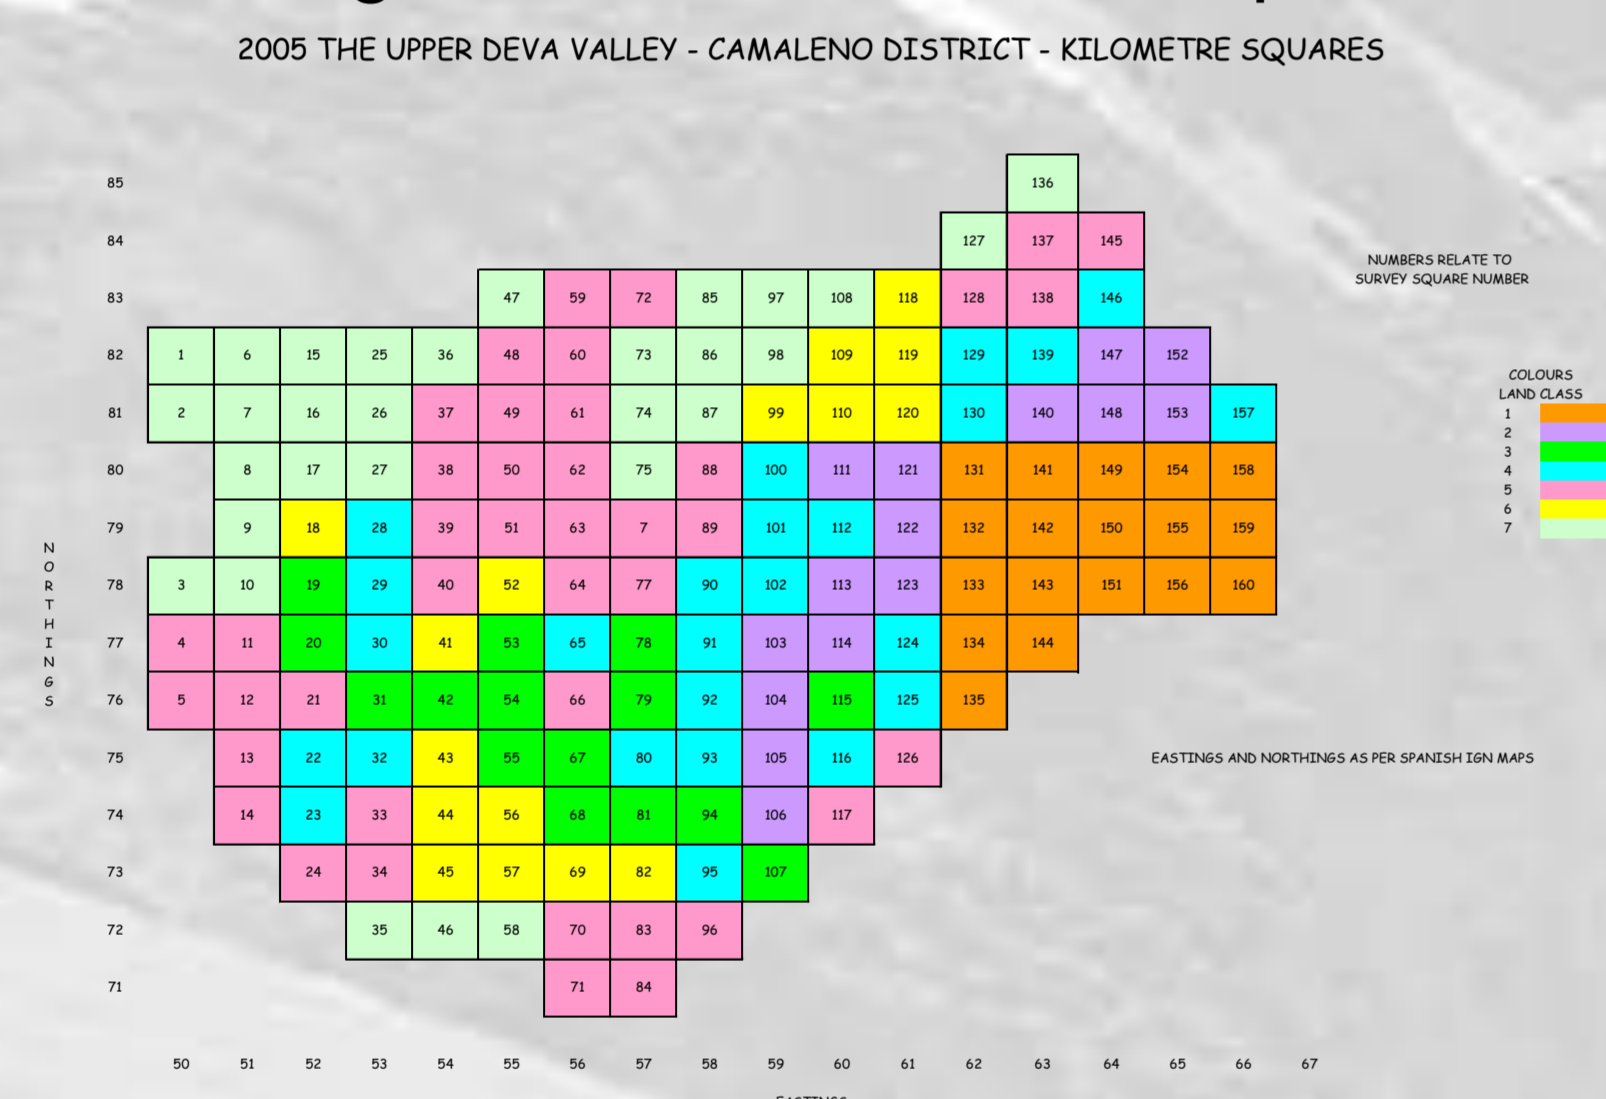 2005 THE UPPER DEVA VALLEY - CAMALENO DISTRICT - KILOMETRE SQUARES
85 136
84 127 137 145
NUMBERS RELATE TO
SURVEY SQUARE NUMBER
83 47 59 72 85 97 108 118 128 138 146
82 1 6 15 25 36 48 60 73 86 98 109 119 129 139 147 152
COLOURS
LAND CLASS
81 2 7 16 26 37 49 61 74 87 99 110 120 130 140 148 153 157
1
2
3
4
5
6
7
80 8 17 27 38 50 62 75 88 100 111 121 131 141 149 154 158
79 9 18 28 39 51 63 7 89 101 112 122 132 142 150 155 159
NORTHINGS
78 3 10 19 29 40 52 64 77 90 102 113 123 133 143 151 156 160
77 4 11 20 30 41 53 65 78 91 103 114 124 134 144
76 5 12 21 31 42 54 66 79 92 104 115 125 135
75 13 22 32 43 55 67 80 93 105 116 126
EASTINGS AND NORTHINGS AS PER SPANISH IGN MAPS
74 14 23 33 44 56 68 81 94 106 117
73 24 34 45 57 69 82 95 107
72 35 46 58 70 83 96
71 71 84
50 51 52 53 54 55 56 57 58 59 60 61 62 63 64 65 66 67